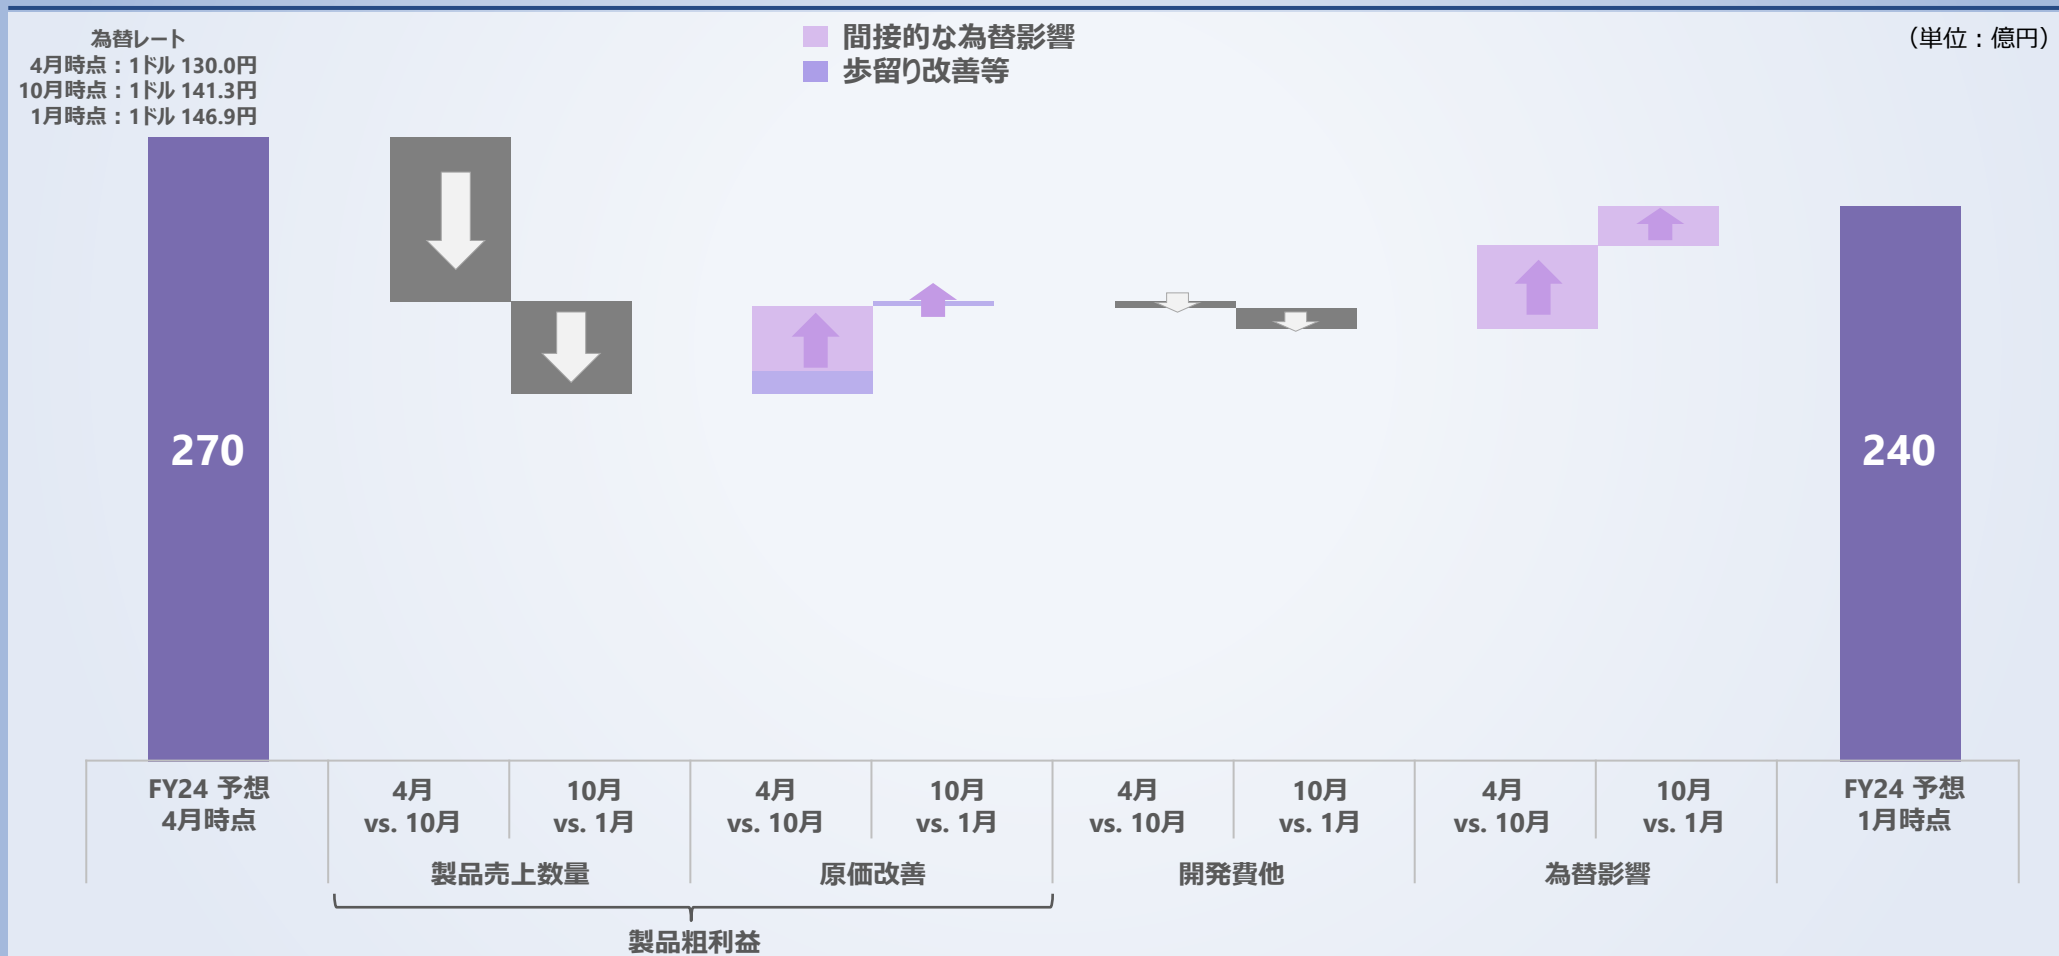 為替レート
4月時点：1ドル 130.0円
10月時点：1ドル 141.3円
1月時点：1ドル 146.9円
間接的な為替影響
歩留り改善等
（単位：億円）
270
240
FY24 予想
4月時点
4月
vs. 10月
10月
vs. 1月
4月
vs. 10月
10月
vs. 1月
4月
vs. 10月
10月
vs. 1月
4月
vs. 10月
10月
vs. 1月
FY24 予想
1月時点
製品売上数量
原価改善
開発費他
為替影響
製品粗利益